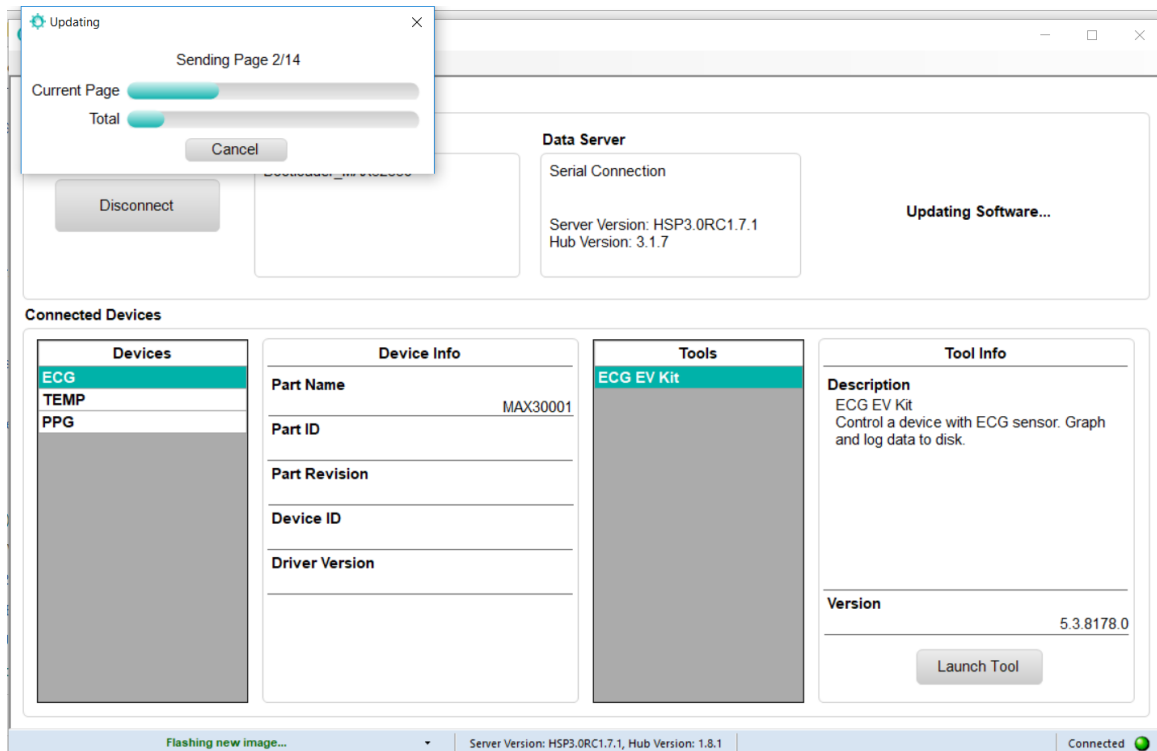 Updating
Sending Page 2/14
Current Page
Total
Cancel
Disconnect
Data Server
Serial Connection
Server Version: HSP3.0RC1.7.1
Hub Version: 3.1.7
Updating Software...
Connected Devices
Devices
ECG
TEMP
PPG
Device Info
Part Name
MAX30001
Part ID
Part Revision
Device ID
Driver Version
Tools
ECG EV Kit
Tool Info
Description
ECG EV Kit
Control a device with ECG sensor. Graph
and log data to disk.
Version
5.3.8178.0
Launch Tool
Flashing new image...
Server Version: HSP3.0RC1.7.1, Hub Version: 1.8.1
Connected